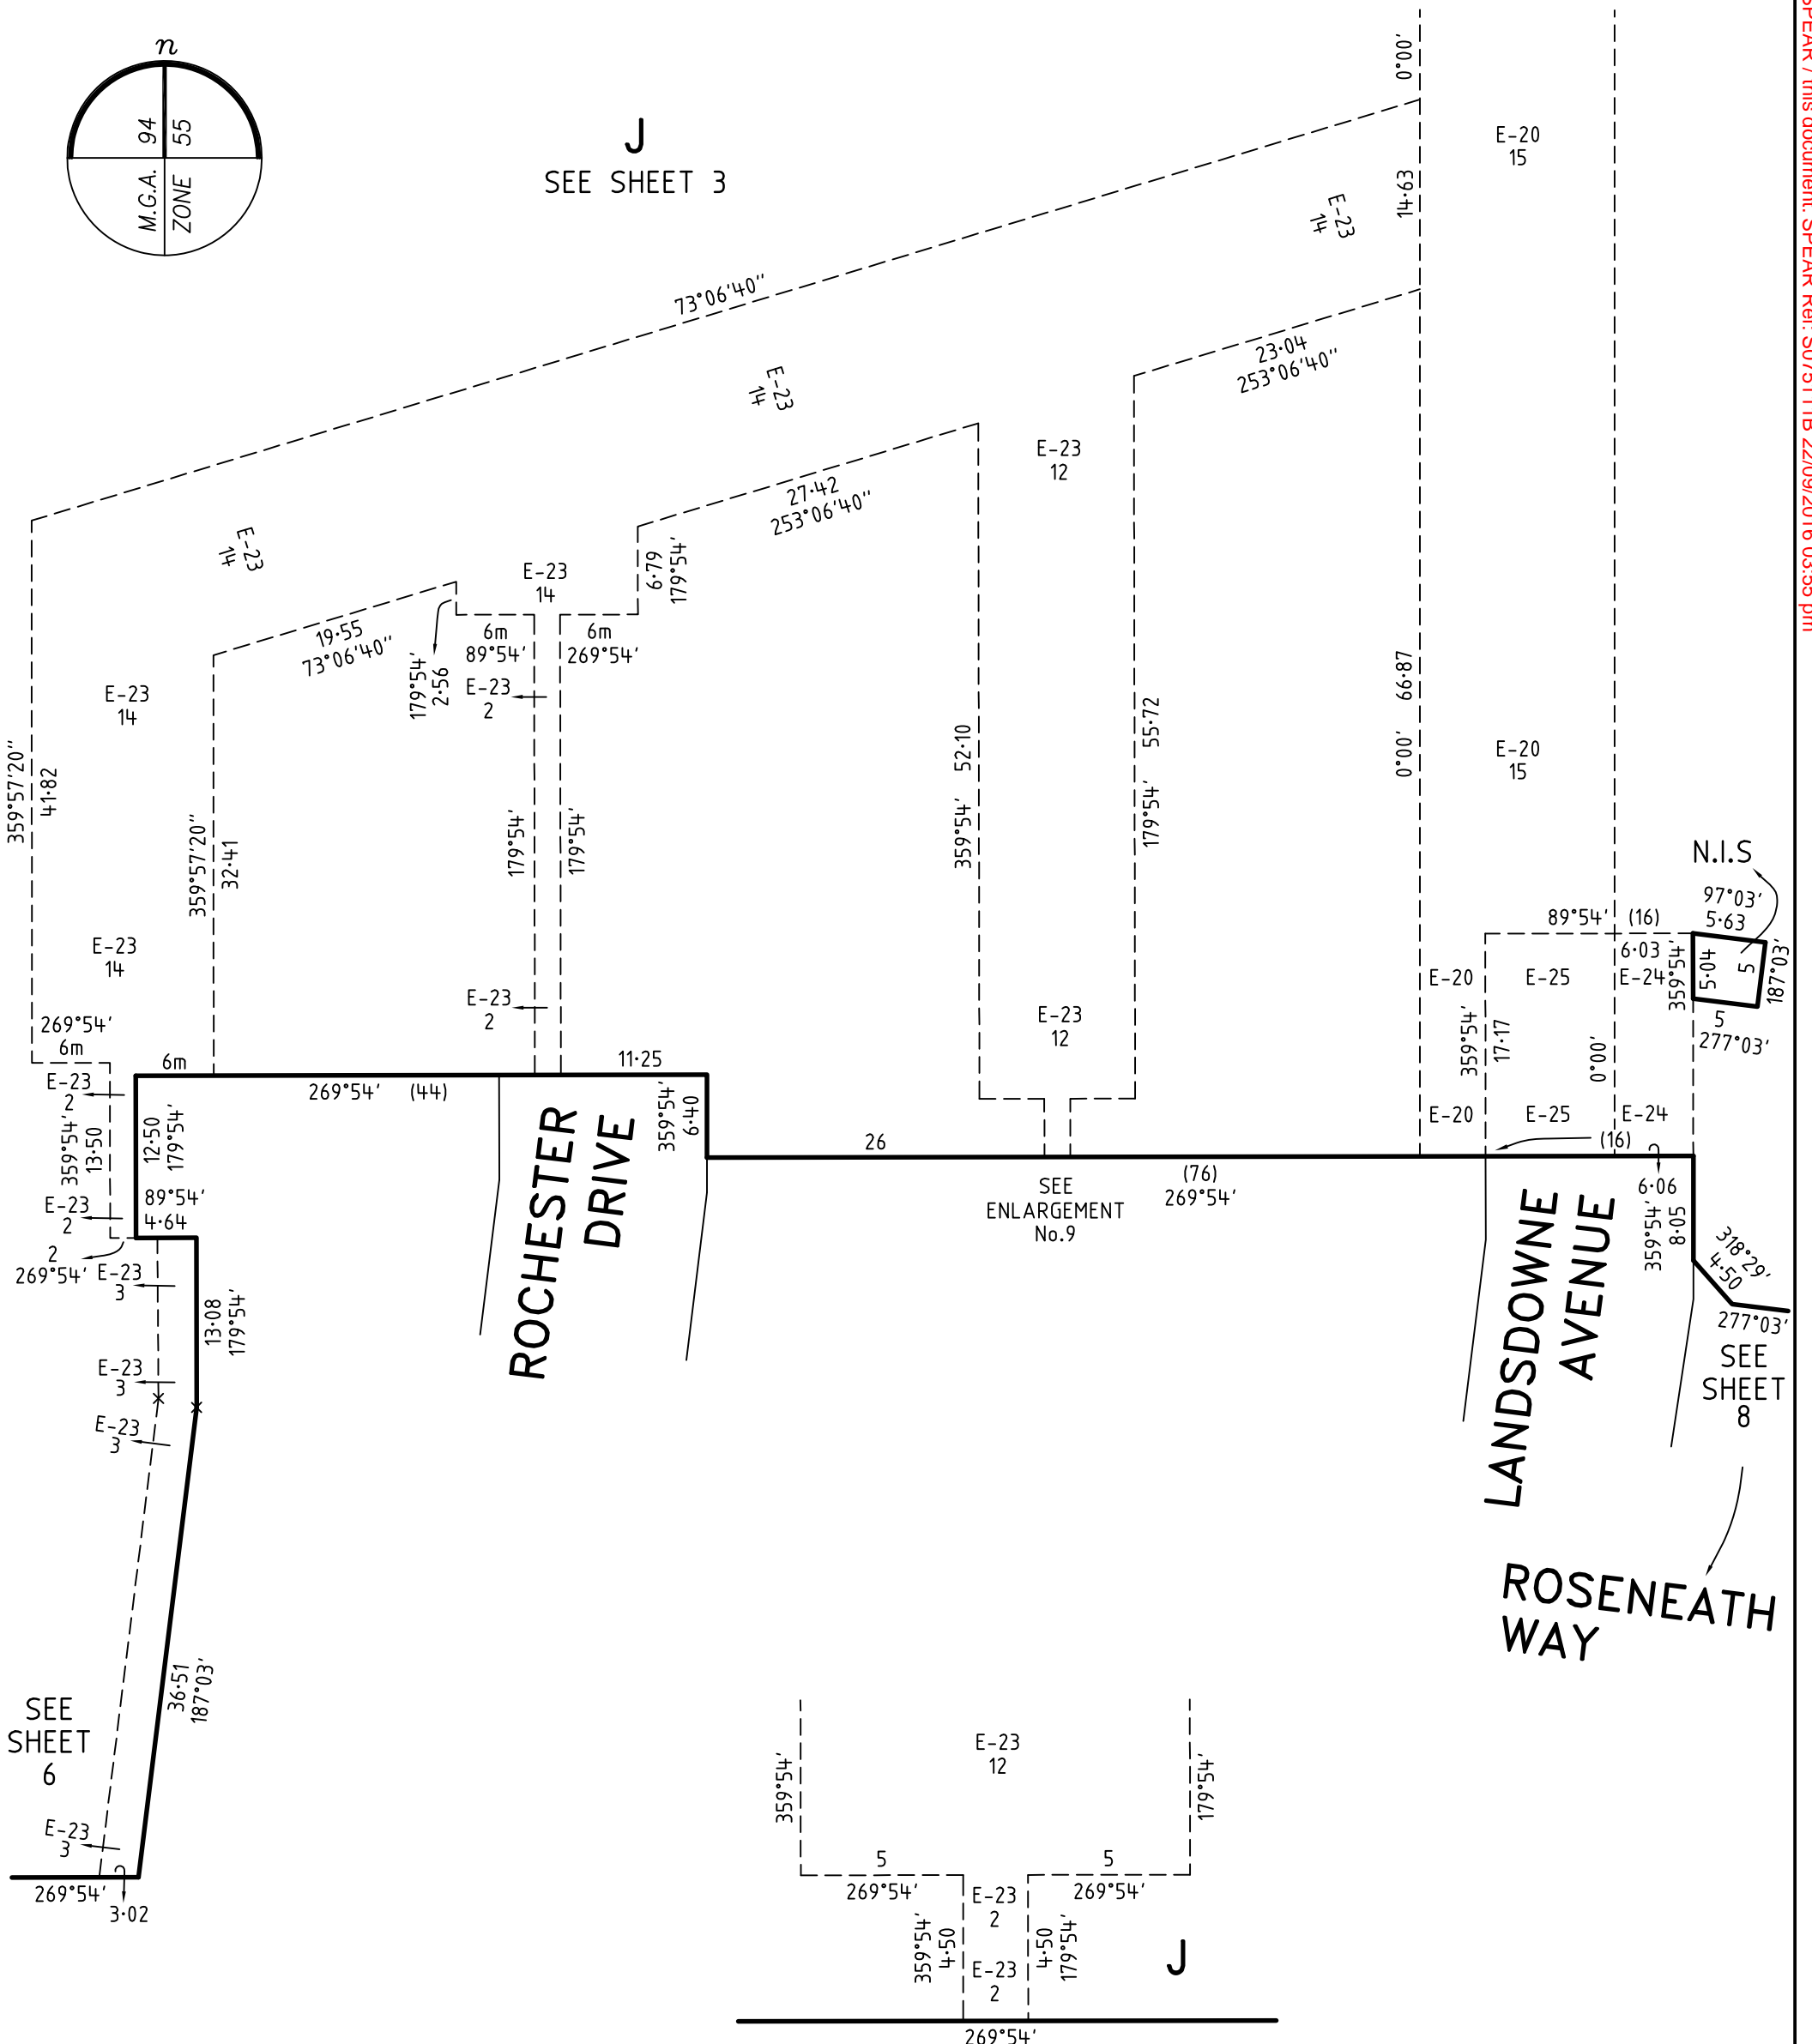 n
94
55
M.G.A.
ZONE
J
SEE SHEET 3
0°00'
E-20
15
14·63
E-23
14
73°06'40''
23·04
253°06'40''
E-23
14
E-23
12
27·42
253°06'40''
E-23
14
E-23
14
6·79
179°54'
19·55
73°06'40''
6m
89°54'
6m
269°54'
179°54'
2·56
E-23
2
E-23
14
66·87
0°00'
E-20
15
52·10
359°54'
55·72
179°54'
359°57'20''
41·82
359°57'20''
32·41
179°54'
179°54'
N.I.S
97°03'
5·63
89°54' (16)
6·03
E-23
14
E-20
E-25
E-24
359°54'
5·04
5
187°03'
5
277°03'
E-23
2
E-23
12
269°54'
6m
6m
11·25
359°54'
17·17
0°00'
E-23
2
269°54' (44)
359°54'
6·40
E-20
E-25
E-24
(16)
12·50
179°54'
359°54'
13·50
26
(76)
269°54'
SEE
ENLARGEMENT
No.9
89°54'
4·64
E-23
2
2
269°54'
E-23
3
ROCHESTER
DRIVE
6·06
359°54'
8·05
318°29'
4·50
277°03'
LANDSDOWNE
AVENUE
SEE
SHEET
8
13·08
179°54'
E-23
3
E-23
3
ROSENEATH
WAY
36·51
187°03'
SEE
SHEET
6
E-23
3
269°54'
3·02
E-23
12
359°54'
179°54'
5
269°54'
5
269°54'
E-23
2
359°54'
4·50
4·50
179°54'
E-23
2
J
269°54'